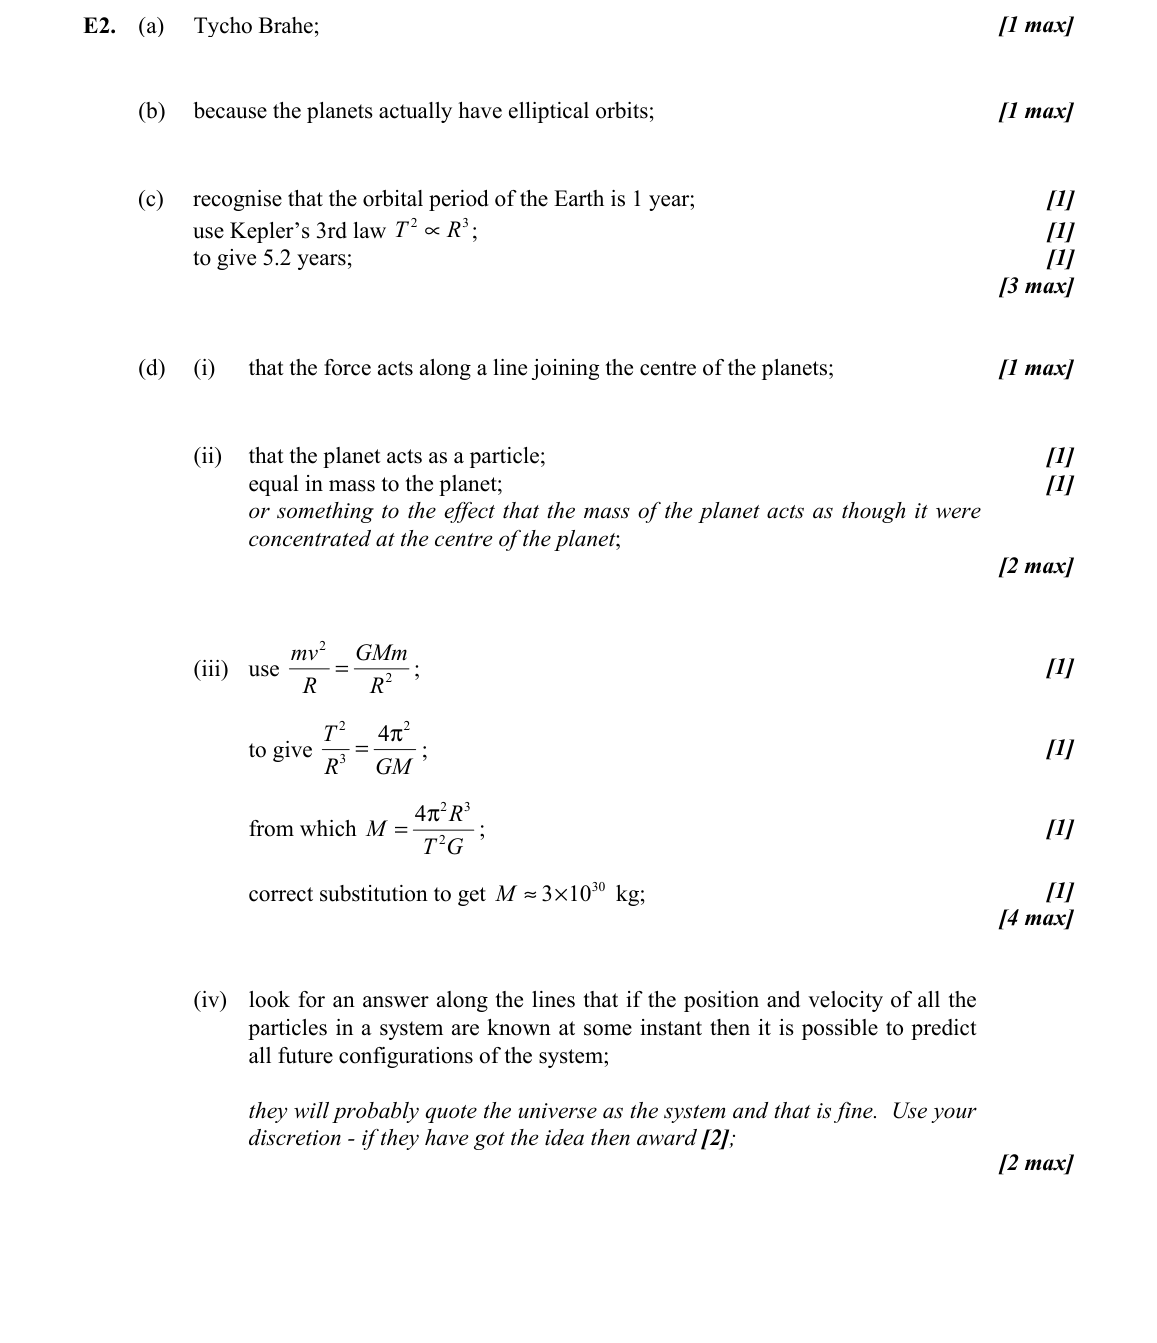 E2. (a) Tycho Brahe; [1 max]
(b) because the planets actually have elliptical orbits; [1 max]
(c) recognise that the orbital period of the Earth is 1 year; [1]
use Kepler’s 3rd law T² ∝ R³; [1]
to give 5.2 years; [1]
[3 max]
(d) (i) that the force acts along a line joining the centre of the planets; [1 max]
(ii) that the planet acts as a particle; [1]
equal in mass to the planet; [1]
or something to the effect that the mass of the planet acts as though it were
concentrated at the centre of the planet;
[2 max]
(iii) use mv²/R = GMm/R²; [1]
to give T²/R³ = 4π²/GM; [1]
from which M = 4π²R³/T²G; [1]
correct substitution to get M ≈ 3×10³⁰ kg; [1]
[4 max]
(iv) look for an answer along the lines that if the position and velocity of all the
particles in a system are known at some instant then it is possible to predict
all future configurations of the system;
they will probably quote the universe as the system and that is fine. Use your
discretion - if they have got the idea then award [2];
[2 max]